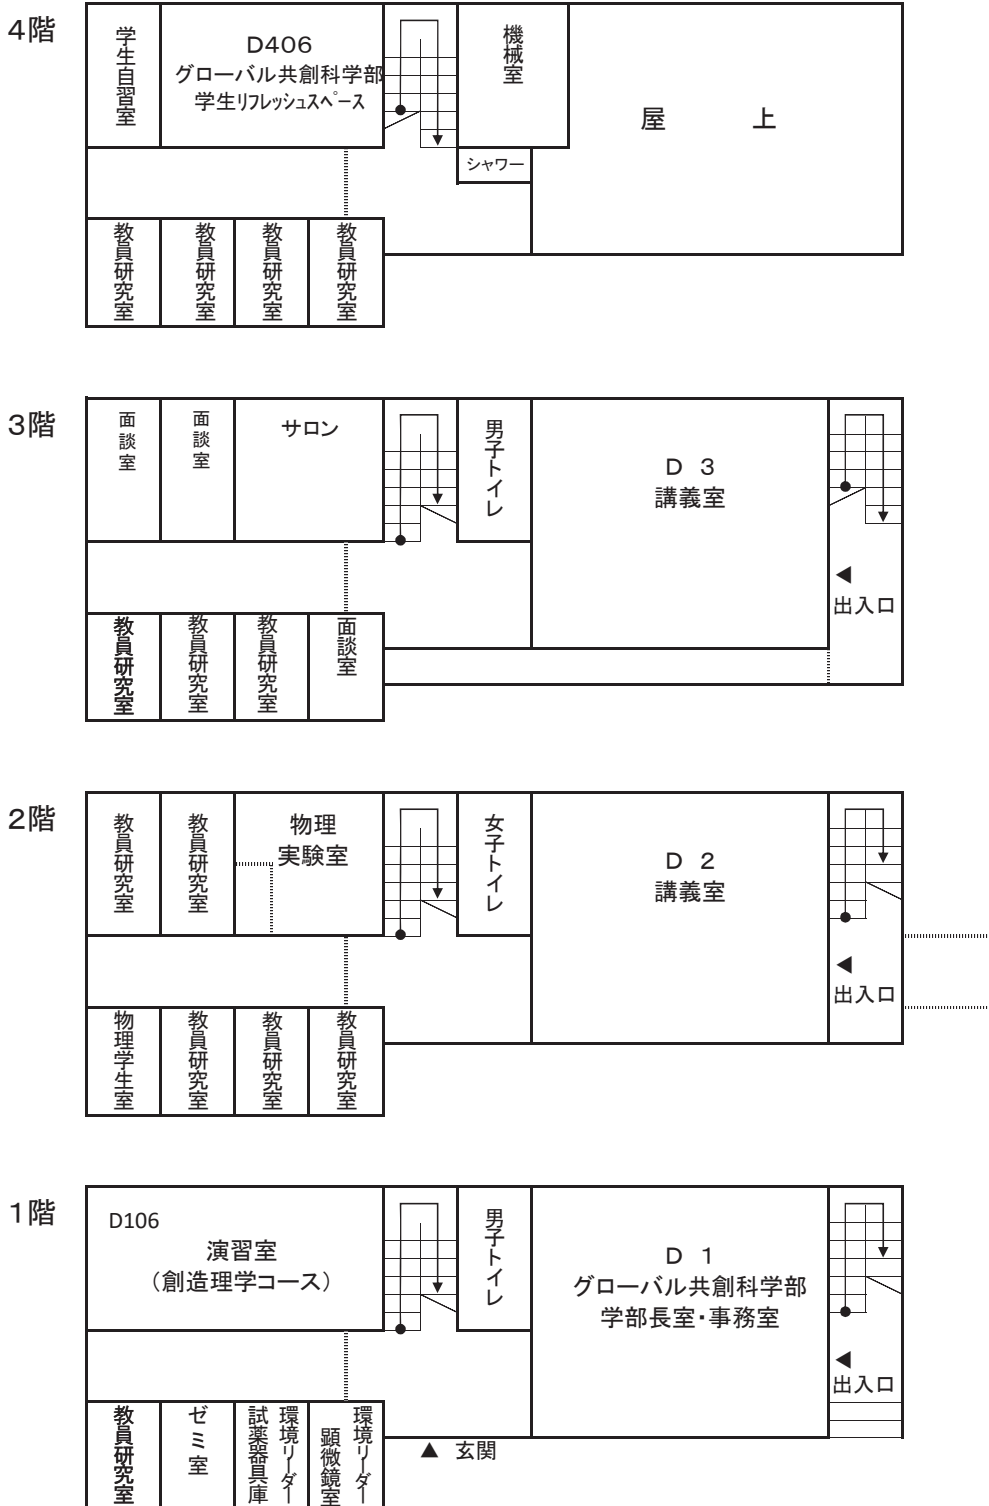 4階
学生自習室
D406
グローバル共創科学部
学生リフレッシュスペース
機械室
シャワー
屋　上
教員研究室
教員研究室
教員研究室
教員研究室
3階
面談室
面談室
サロン
男子トイレ
D 3
講義室
◀
出入口
教員研究室
教員研究室
教員研究室
面談室
2階
教員研究室
教員研究室
物理
実験室
女子トイレ
D 2
講義室
◀
出入口
物理学生室
教員研究室
教員研究室
教員研究室
1階
D106
演習室
（創造理学コース）
男子トイレ
D 1
グローバル共創科学部
学部長室・事務室
◀
出入口
教員研究室
ゼミ室
環境リーダー
試薬器具庫
環境リーダー
顕微鏡室
▲ 玄関